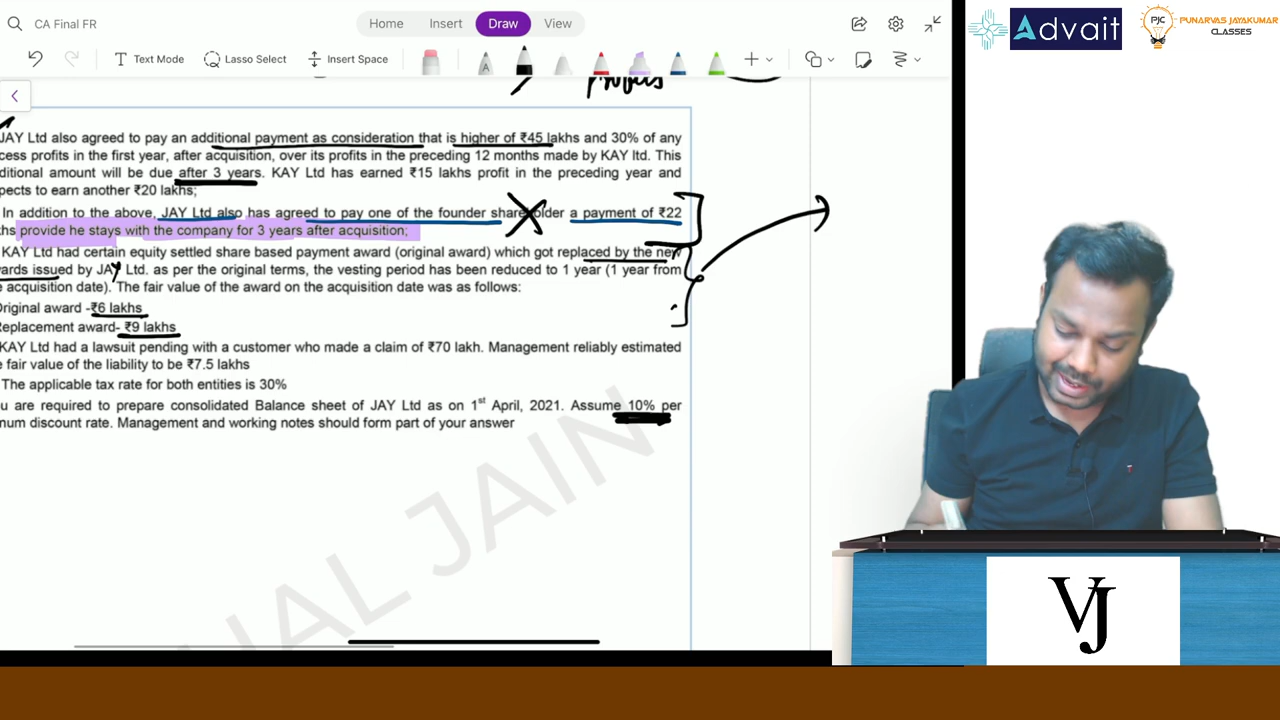 CA Final FR
Home Insert Draw View
Advait
PJC
PUNARVAS JAYAKUMAR
CLASSES
Text Mode Lasso Select Insert Space
profits
JAY Ltd also agreed to pay an additional payment as consideration that is higher of ₹45 lakhs and 30% of any
cess profits in the first year, after acquisition, over its profits in the preceding 12 months made by KAY ltd. This
ditional amount will be due after 3 years. KAY Ltd has earned ₹15 lakhs profit in the preceding year and
pects to earn another ₹20 lakhs;
In addition to the above, JAY Ltd also has agreed to pay one of the founder shareholder a payment of ₹22
hs provide he stays with the company for 3 years after acquisition;
KAY Ltd had certain equity settled share based payment award (original award) which got replaced by the new
ards issued by JAY Ltd. as per the original terms, the vesting period has been reduced to 1 year (1 year from
e acquisition date). The fair value of the award on the acquisition date was as follows:
Original award -₹6 lakhs
Replacement award- ₹9 lakhs
KAY Ltd had a lawsuit pending with a customer who made a claim of ₹70 lakh. Management reliably estimated
e fair value of the liability to be ₹7.5 lakhs
The applicable tax rate for both entities is 30%
u are required to prepare consolidated Balance sheet of JAY Ltd as on 1st April, 2021. Assume 10% per
num discount rate. Management and working notes should form part of your answer
JAL JAIN
VJ